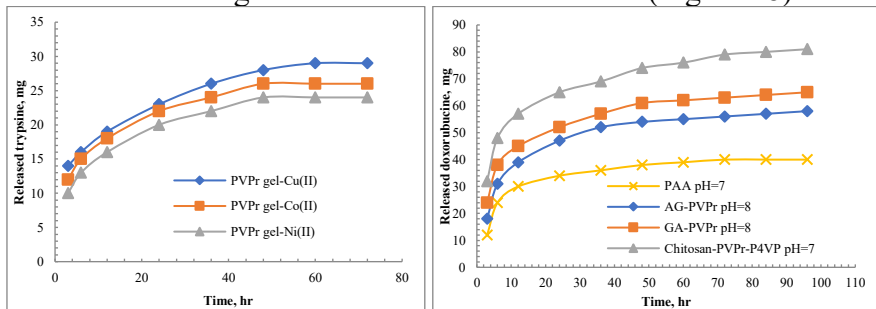 35
30
25
20
15
10
5
0
0 20 40 60 80
Released trypsine, mg
Time, hr
PVPr gel-Cu(II)
PVPr gel-Co(II)
PVPr gel-Ni(II)
90
80
70
60
50
40
30
20
10
0
0 10 20 30 40 50 60 70 80 90 100 110
Released doxorubucine, mg
Time, hr
PAA pH=7
AG-PVPr pH=8
GA-PVPr pH=8
Chitosan-PVPr-P4VP pH=7